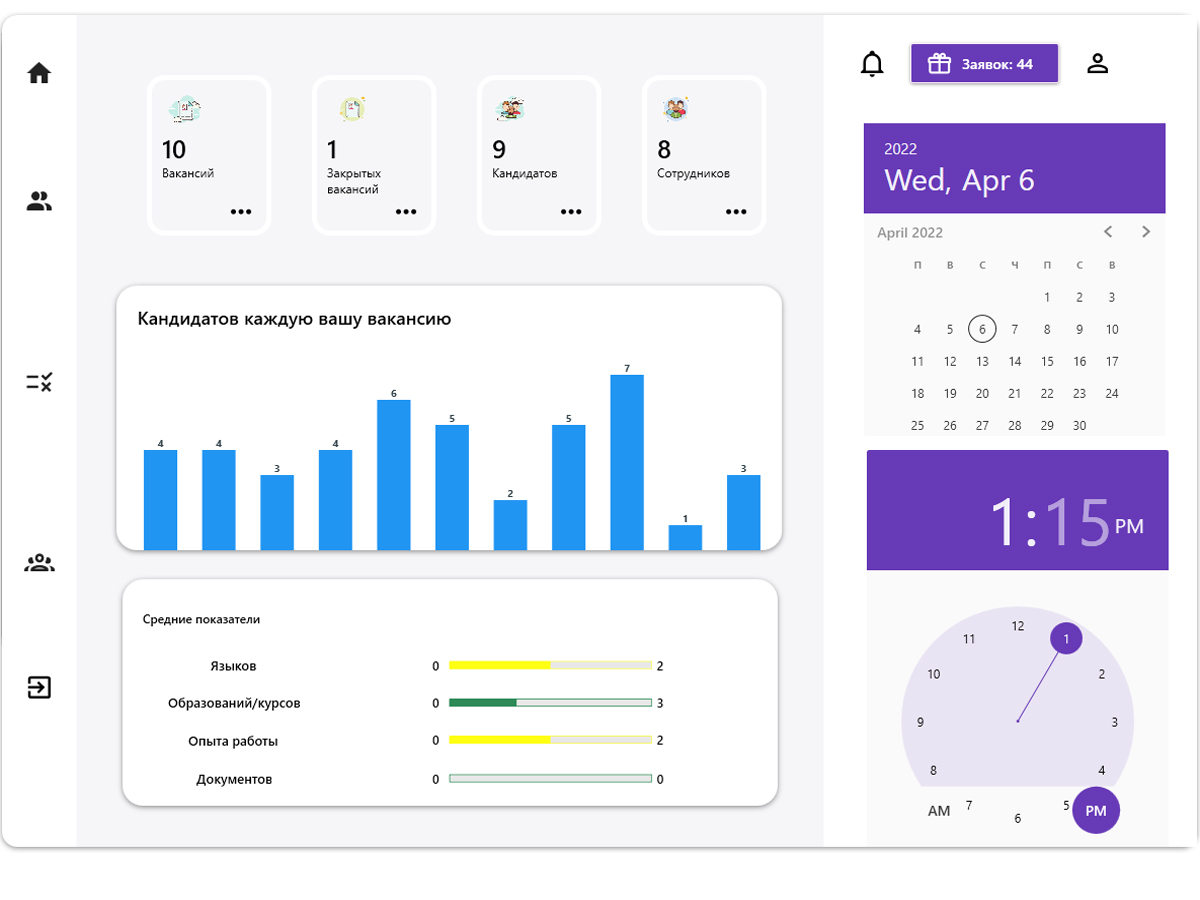 Заявок: 44
10
Вакансий
1
Закрытых
вакансий
9
Кандидатов
8
Сотрудников
2022
Wed, Apr 6
April 2022
П В С Ч П С В
1 2 3
4 5 6 7 8 9 10
11 12 13 14 15 16 17
18 19 20 21 22 23 24
25 26 27 28 29 30
Кандидатов каждую вашу вакансию
4 4 3 4 6 5 2 5 7 1 3
1:15 PM
Средние показатели
Языков 0 2
Образований/курсов 0 3
Опыта работы 0 2
Документов 0 0
12
11 1
10 2
9 3
8 4
AM 7 6 5 PM